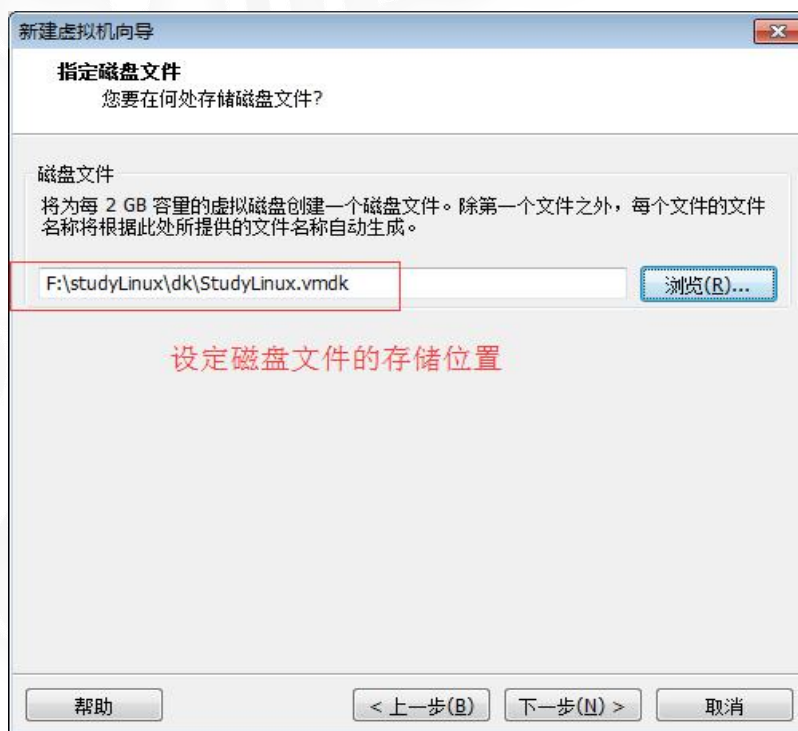 新建虚拟机向导
指定磁盘文件
您要在何处存储磁盘文件?
磁盘文件
将为每 2 GB 容量的虚拟磁盘创建一个磁盘文件。除第一个文件之外，每个文件的文件
名称将根据此处所提供的文件名称自动生成。
F:\studyLinux\dk\StudyLinux.vmdk
浏览(R)...
设定磁盘文件的存储位置
帮助
< 上一步(B)
下一步(N) >
取消